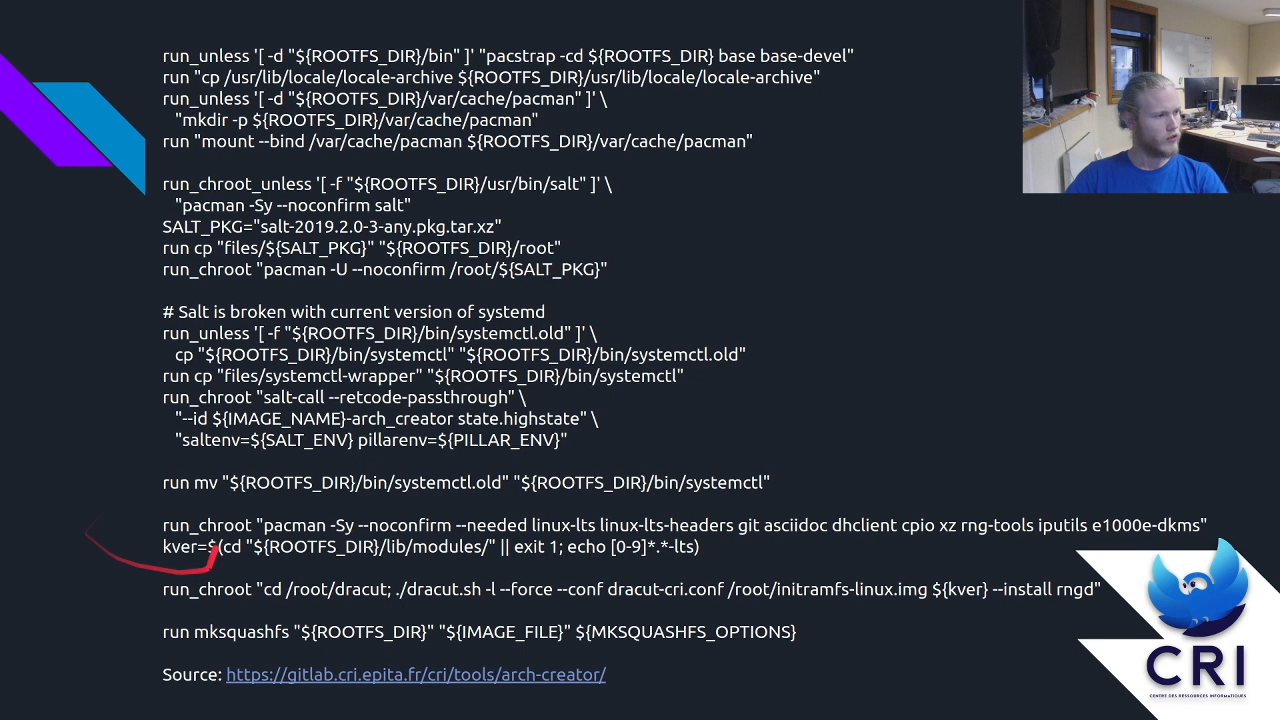 run_unless '[ -d "${ROOTFS_DIR}/bin" ]' "pacstrap -cd ${ROOTFS_DIR} base base-devel"
run "cp /usr/lib/locale/locale-archive ${ROOTFS_DIR}/usr/lib/locale/locale-archive"
run_unless '[ -d "${ROOTFS_DIR}/var/cache/pacman" ]' \
"mkdir -p ${ROOTFS_DIR}/var/cache/pacman"
run "mount --bind /var/cache/pacman ${ROOTFS_DIR}/var/cache/pacman"
run_chroot_unless '[ -f "${ROOTFS_DIR}/usr/bin/salt" ]' \
"pacman -Sy --noconfirm salt"
SALT_PKG="salt-2019.2.0-3-any.pkg.tar.xz"
run cp "files/${SALT_PKG}" "${ROOTFS_DIR}/root"
run_chroot "pacman -U --noconfirm /root/${SALT_PKG}"
# Salt is broken with current version of systemd
run_unless '[ -f "${ROOTFS_DIR}/bin/systemctl.old" ]' \
cp "${ROOTFS_DIR}/bin/systemctl" "${ROOTFS_DIR}/bin/systemctl.old"
run cp "files/systemctl-wrapper" "${ROOTFS_DIR}/bin/systemctl"
run_chroot "salt-call --retcode-passthrough" \
"--id ${IMAGE_NAME}-arch_creator state.highstate" \
"saltenv=${SALT_ENV} pillarenv=${PILLAR_ENV}"
run mv "${ROOTFS_DIR}/bin/systemctl.old" "${ROOTFS_DIR}/bin/systemctl"
run_chroot "pacman -Sy --noconfirm --needed linux-lts linux-lts-headers git asciidoc dhclient cpio xz rng-tools iputils e1000e-dkms"
kver=$(cd "${ROOTFS_DIR}/lib/modules/" || exit 1; echo [0-9]*.*-lts)
run_chroot "cd /root/dracut; ./dracut.sh -l --force --conf dracut-cri.conf /root/initramfs-linux.img ${kver} --install rngd"
run mksquashfs "${ROOTFS_DIR}" "${IMAGE_FILE}" ${MKSQUASHFS_OPTIONS}
Source: https://gitlab.cri.epita.fr/cri/tools/arch-creator/
CRI
CENTRE DES RESSOURCES INFORMATIQUES